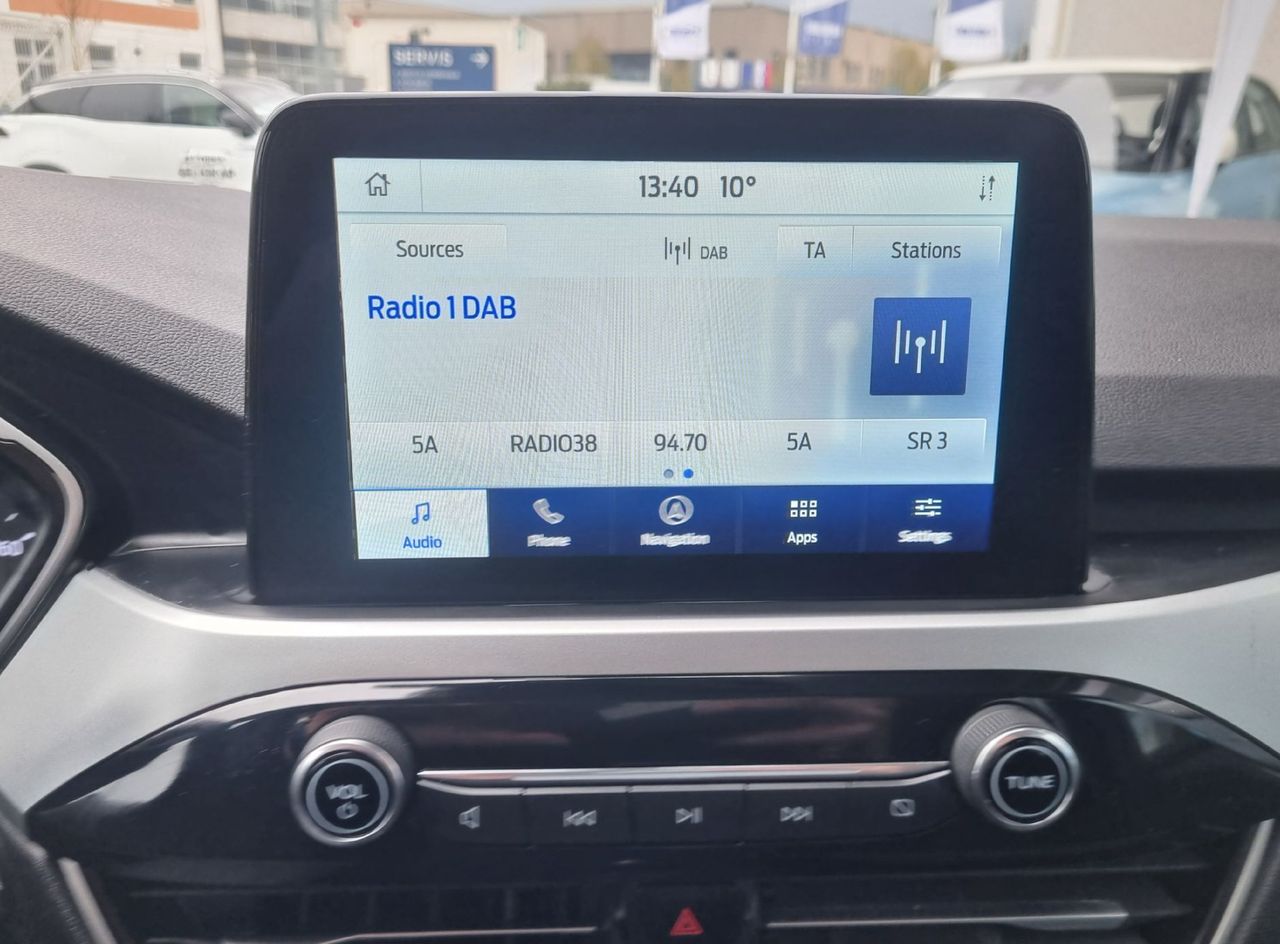 SERVIS
13:40 10°
Sources
DAB
TA
Stations
Radio 1 DAB
5A
RADIO38
94.70
5A
SR 3
Audio
Phone
Navigation
Apps
Settings
VOL
TUNE